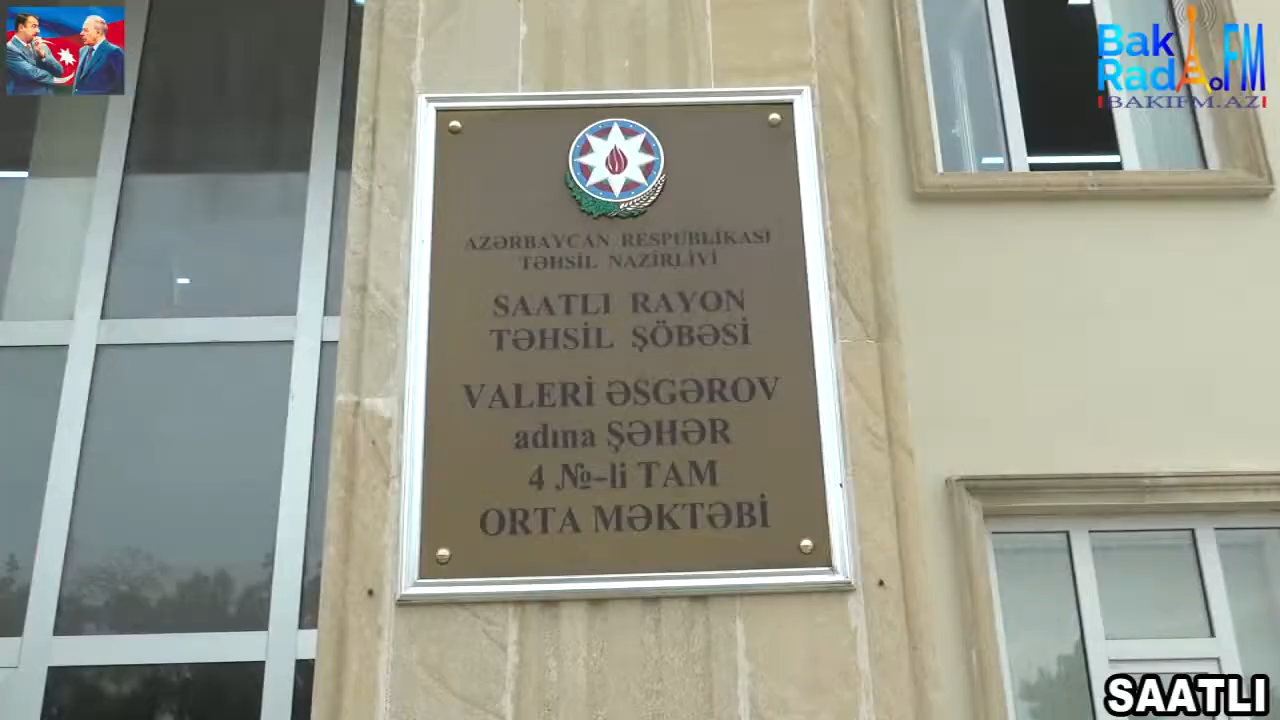 Bak FM
Radio.
BAKIFM.AZ
AZƏRBAYCAN RESPUBLİKASI
TƏHSİL NAZİRLİYİ
SAATLI RAYON
TƏHSİL ŞÖBƏSİ
VALERİ ƏSGƏROV
adına ŞƏHƏR
4 №-li TAM
ORTA MƏKTƏBİ
SAATLI